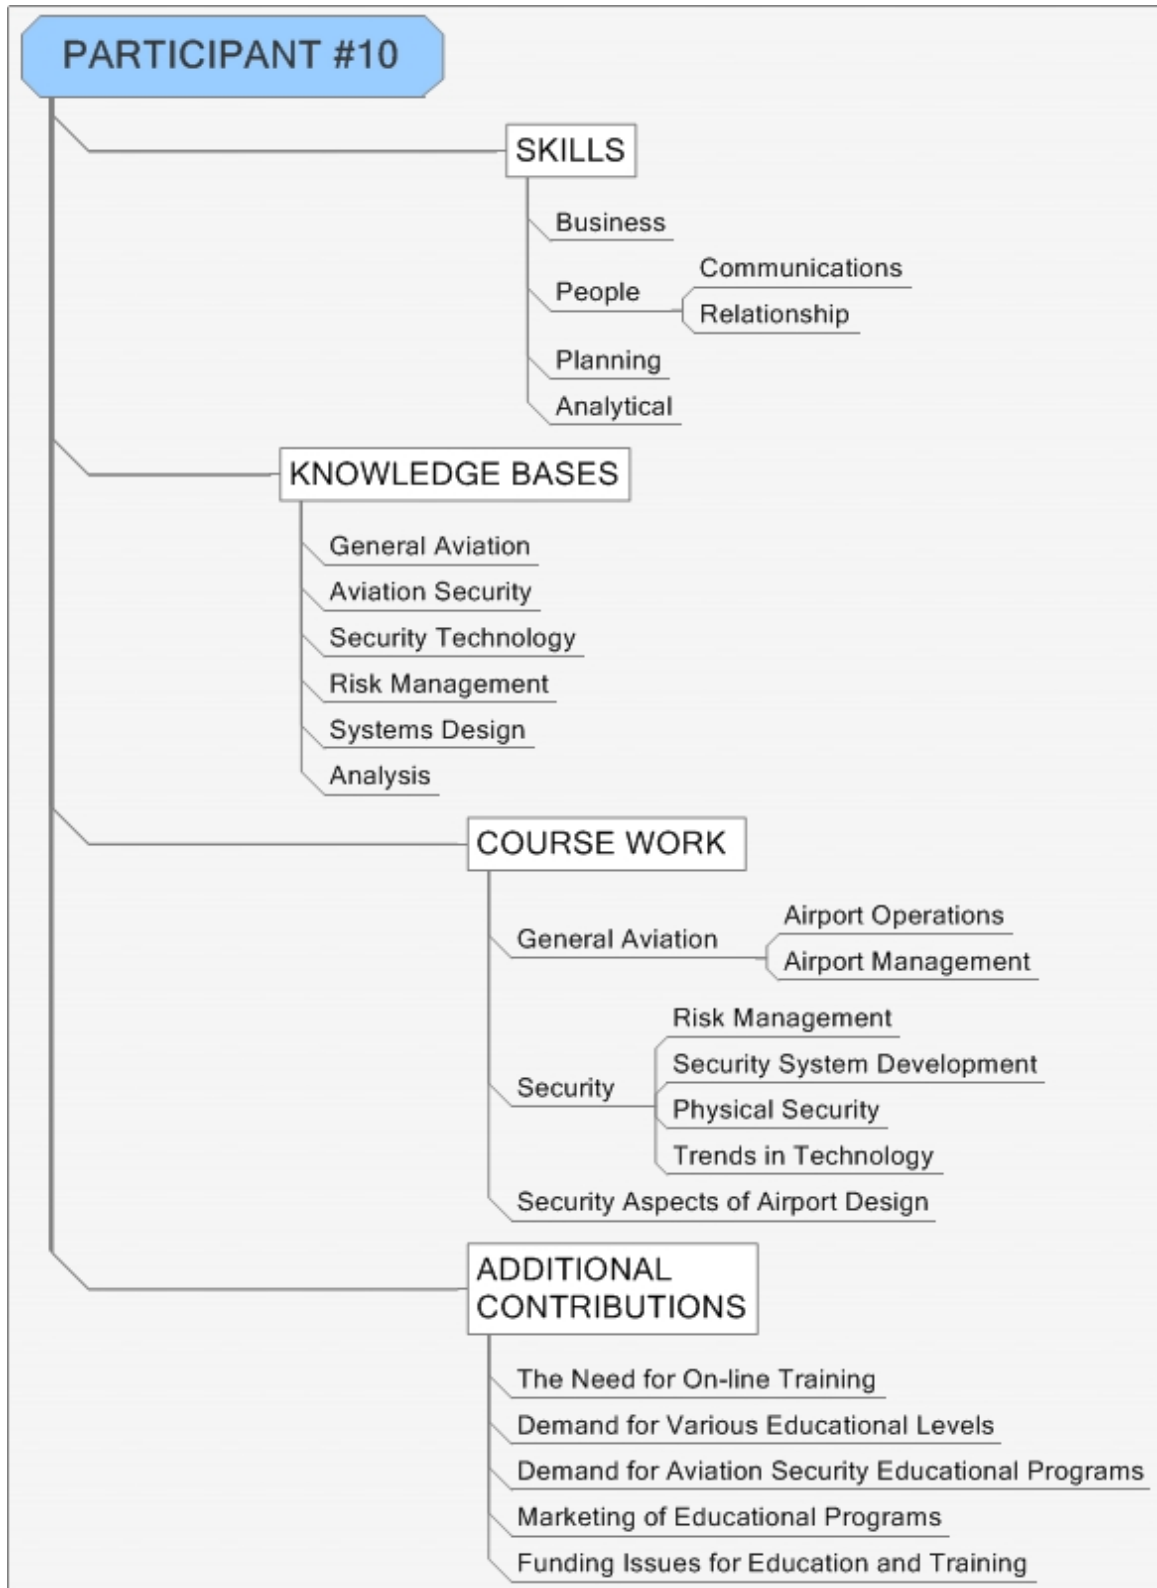 PARTICIPANT #10
SKILLS
Business
People
Communications
Relationship
Planning
Analytical
KNOWLEDGE BASES
General Aviation
Aviation Security
Security Technology
Risk Management
Systems Design
Analysis
COURSE WORK
General Aviation
Airport Operations
Airport Management
Security
Risk Management
Security System Development
Physical Security
Trends in Technology
Security Aspects of Airport Design
ADDITIONAL
CONTRIBUTIONS
The Need for On-line Training
Demand for Various Educational Levels
Demand for Aviation Security Educational Programs
Marketing of Educational Programs
Funding Issues for Education and Training